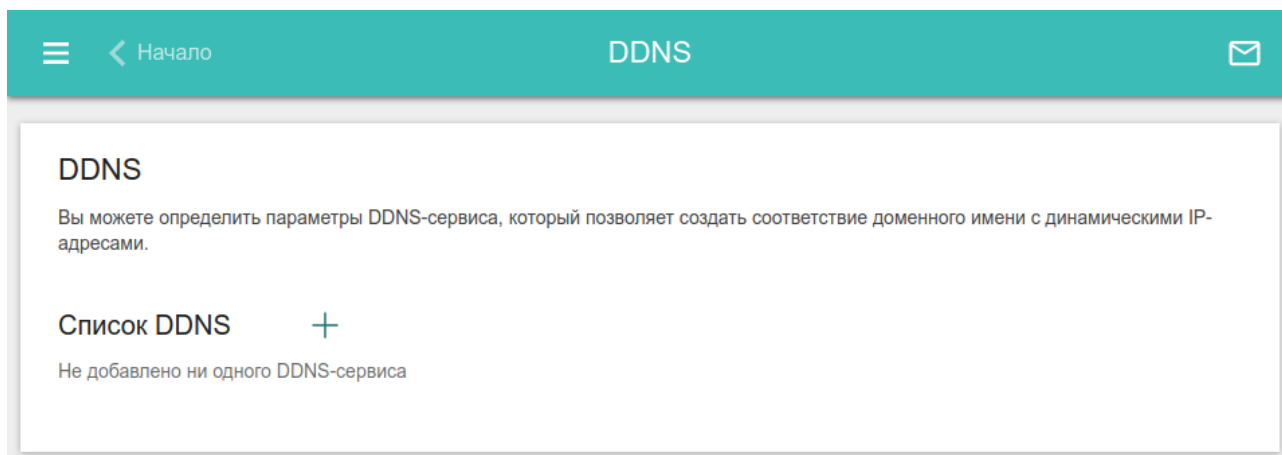 Начало
DDNS
DDNS
Вы можете определить параметры DDNS-сервиса, который позволяет создать соответствие доменного имени с динамическими IP-
адресами.
Список DDNS
Не добавлено ни одного DDNS-сервиса